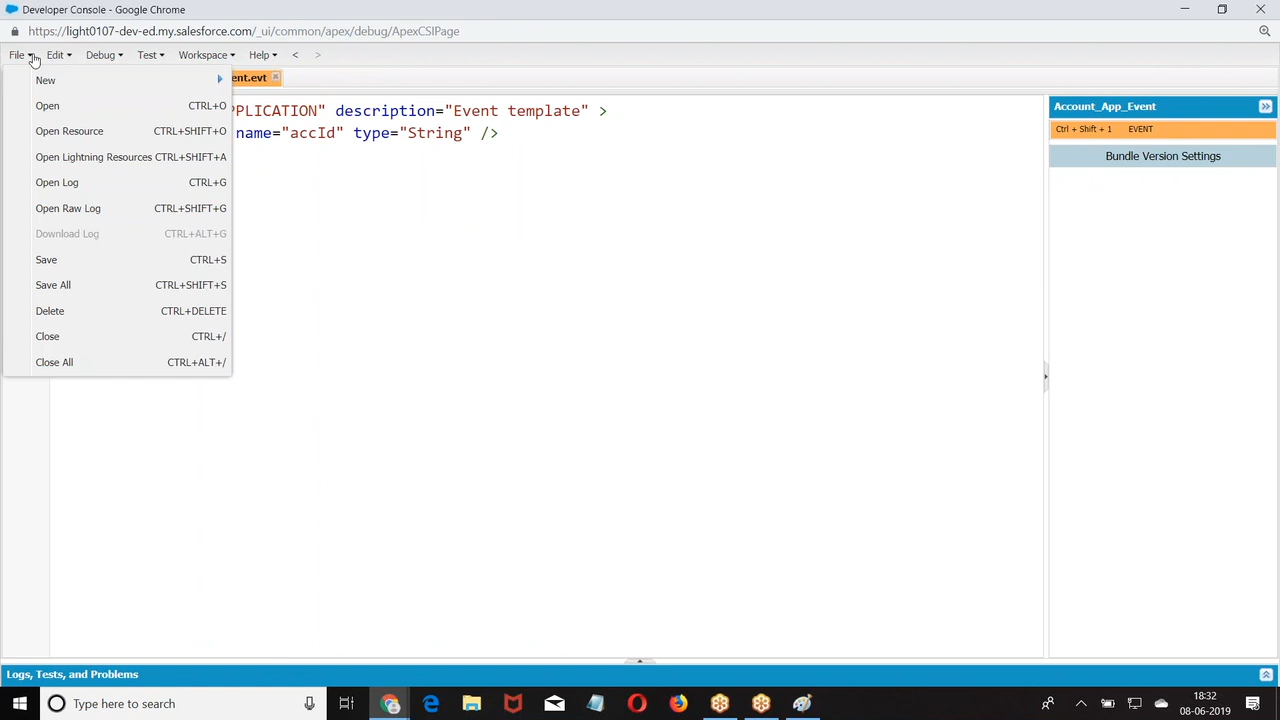 Developer Console - Google Chrome
https://light0107-dev-ed.my.salesforce.com/_ui/common/apex/debug/ApexCSIPage
File Edit Debug Test Workspace Help < >
ent.evt
New
Open CTRL+O
Open Resource CTRL+SHIFT+O
Open Lightning Resources CTRL+SHIFT+A
Open Log CTRL+G
Open Raw Log CTRL+SHIFT+G
Download Log CTRL+ALT+G
Save CTRL+S
Save All CTRL+SHIFT+S
Delete CTRL+DELETE
Close CTRL+/
Close All CTRL+ALT+/
PPLICATION" description="Event template" >
name="accId" type="String" />
Account_App_Event
Ctrl + Shift + 1 EVENT
Bundle Version Settings
Logs, Tests, and Problems
Type here to search
18:32
08-06-2019